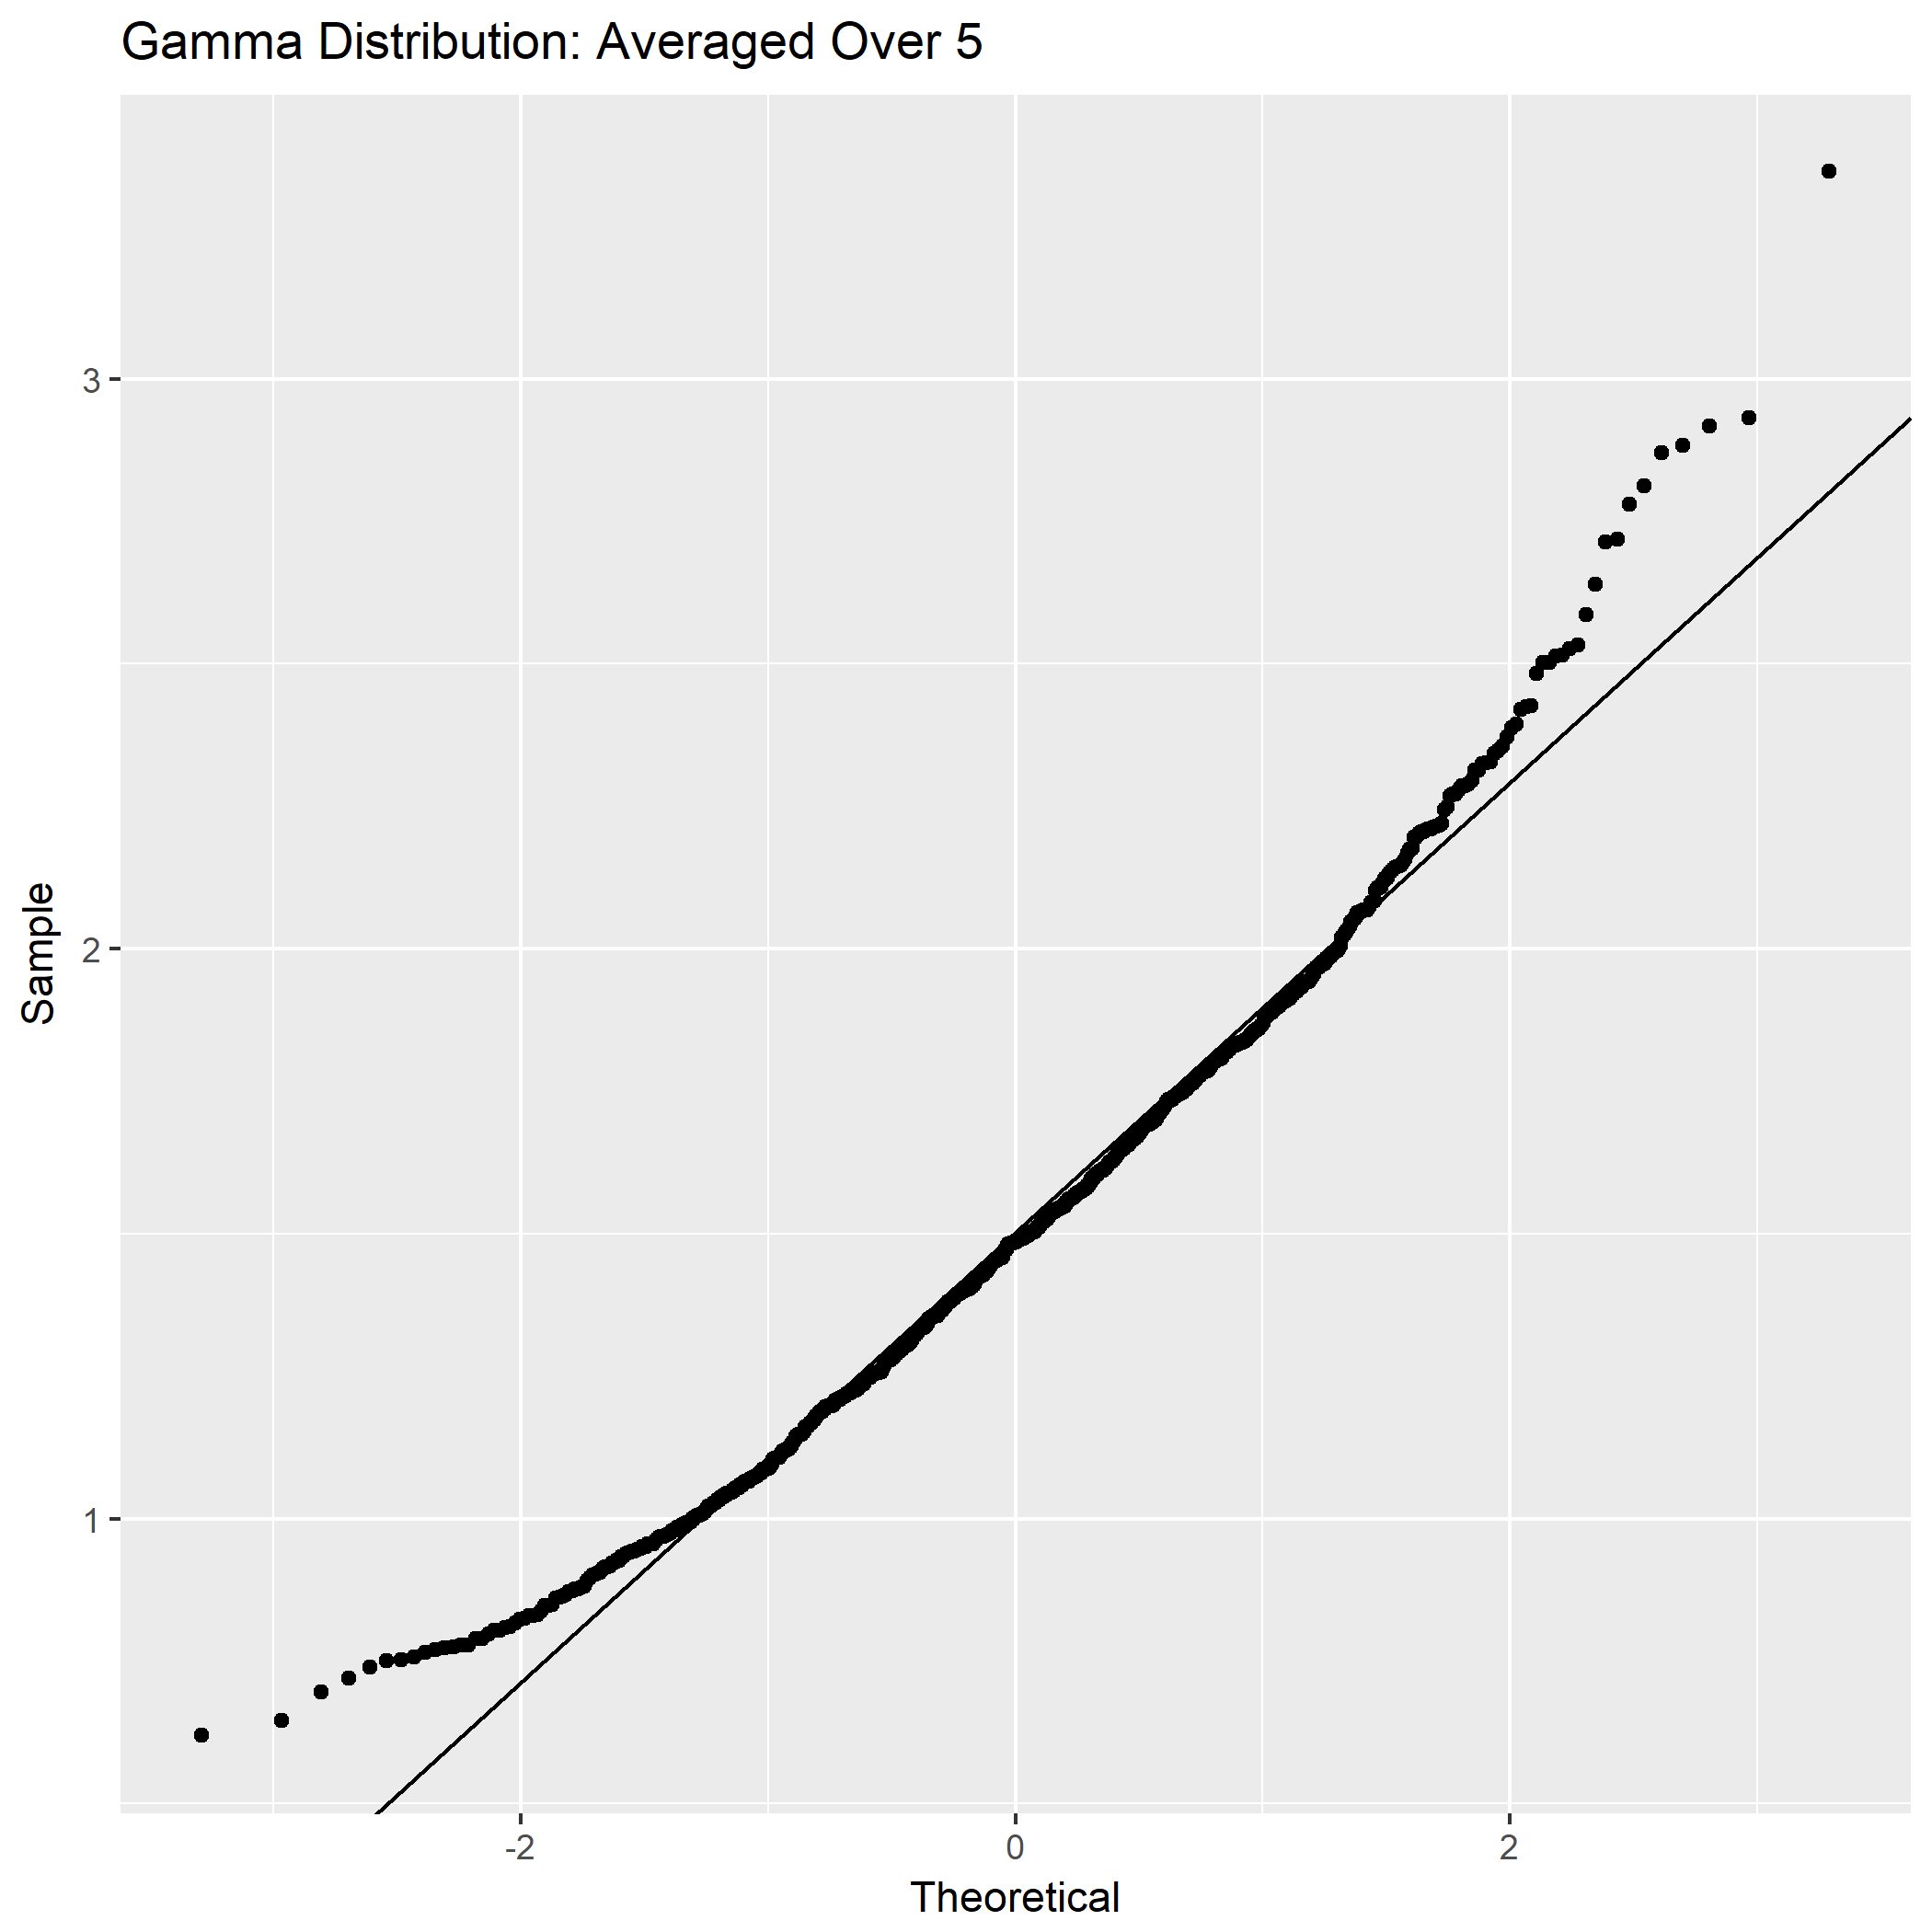 Gamma Distribution: Averaged Over 5
3
2
1
Sample
-2 0 2
Theoretical